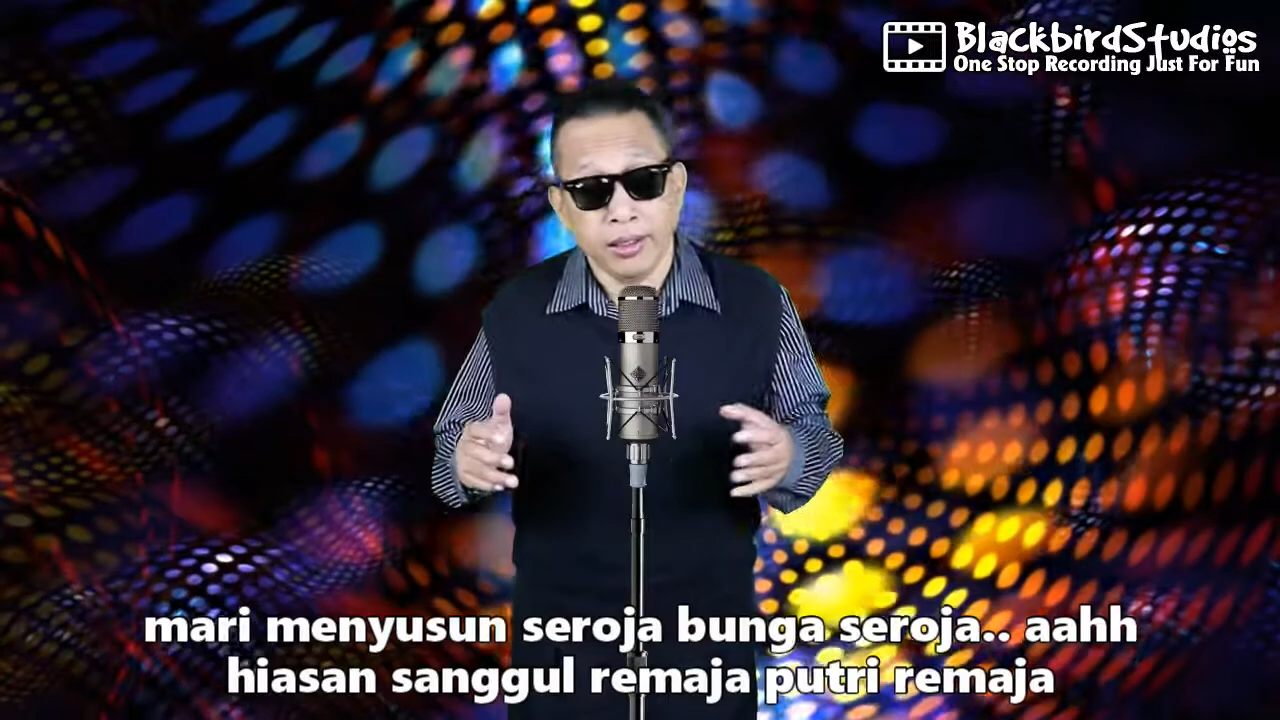 BlackbirdStudios
One Stop Recording Just For Fun
mari menyusun seroja bunga seroja.. aahh
hiasan sanggul remaja putri remaja